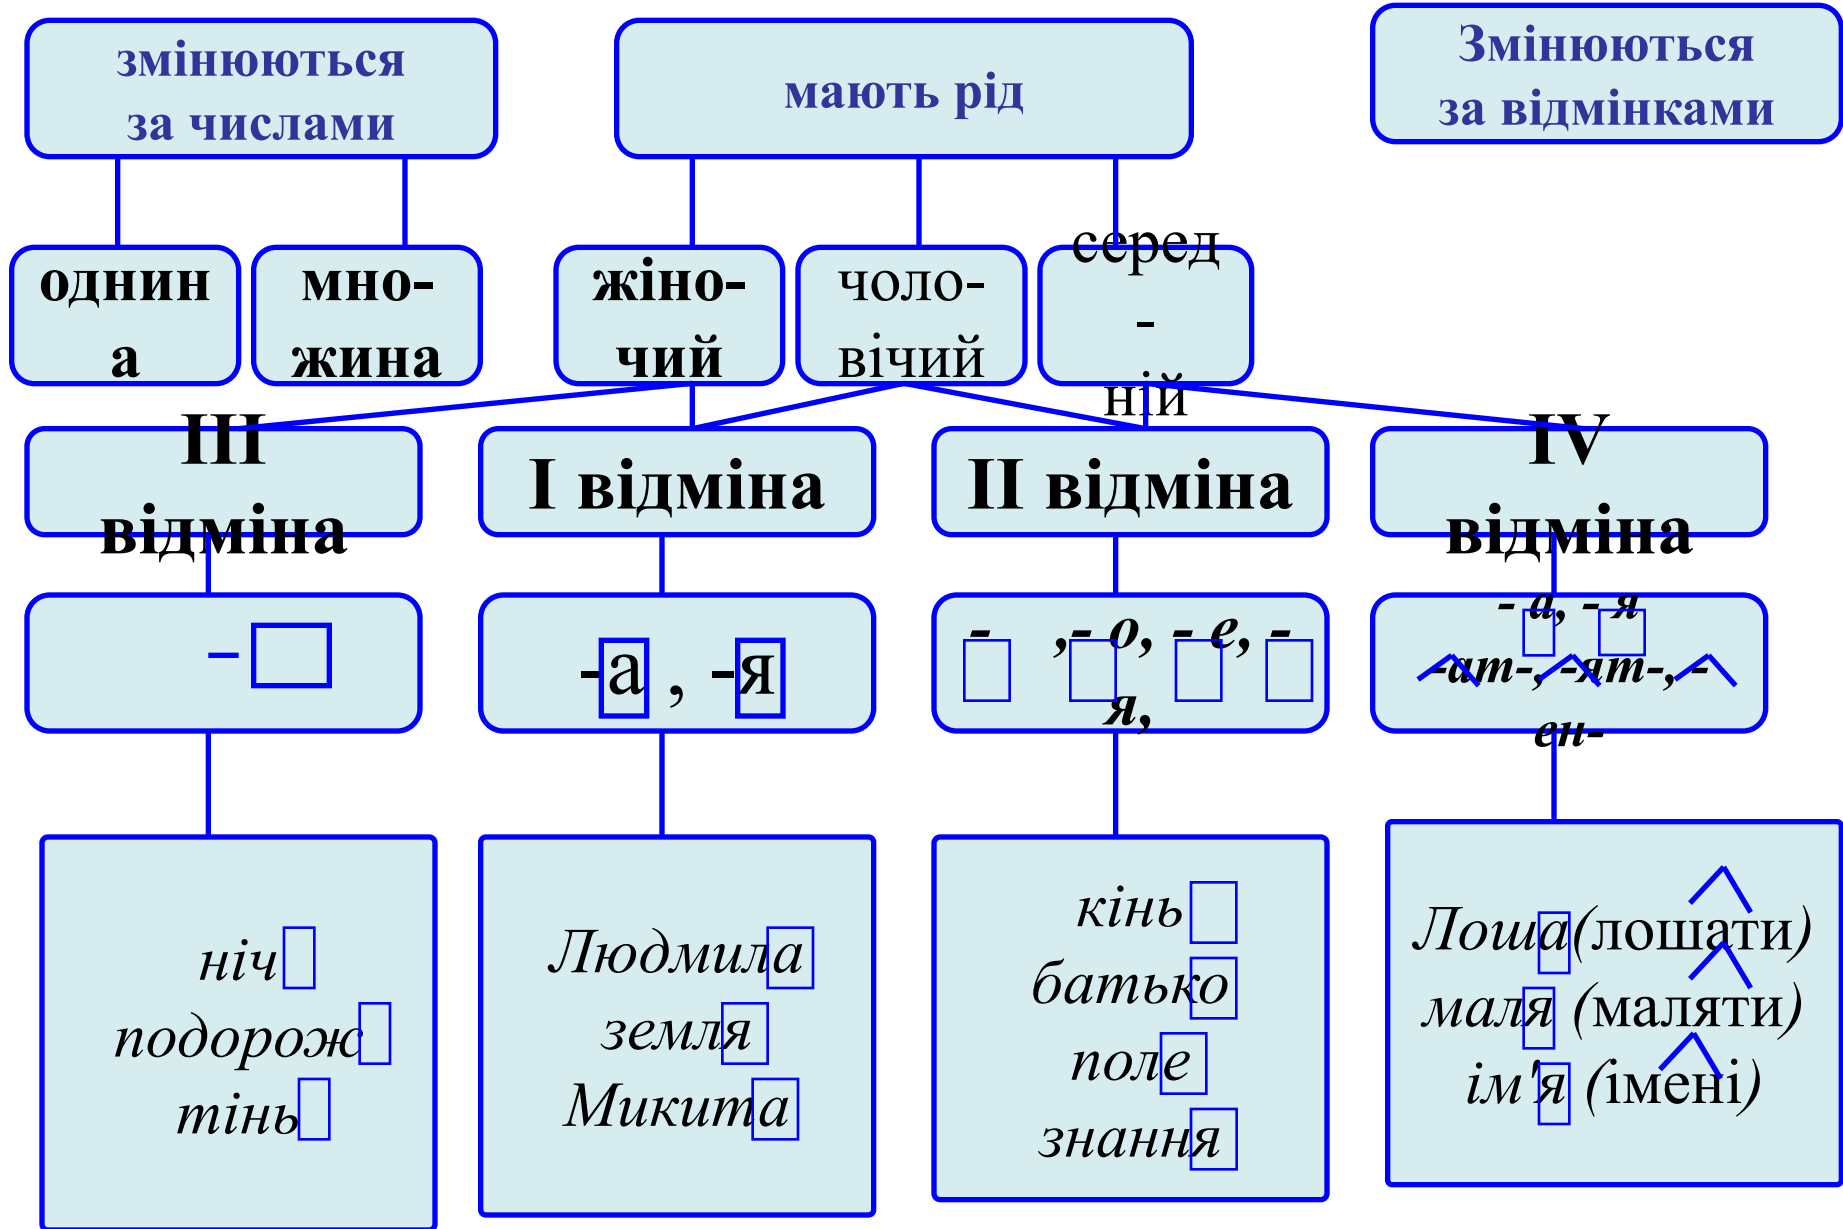 змінюються
за числами
мають рід
Змінюються
за відмінками
однин
а
мно-
жина
жіно-
чий
чоло-
вічий
серед
-
ній
ІІІ
відміна
І відміна
ІІ відміна
IV
відміна
–
-а , -я
- ,- о, - е, -
я,
- а, - я
-ат-, -ят-, -
ен-
ніч
подорож
тінь
Людмила
земля
Микита
кінь
батько
поле
знання
Лоша(лошати)
маля (маляти)
ім'я (імені)